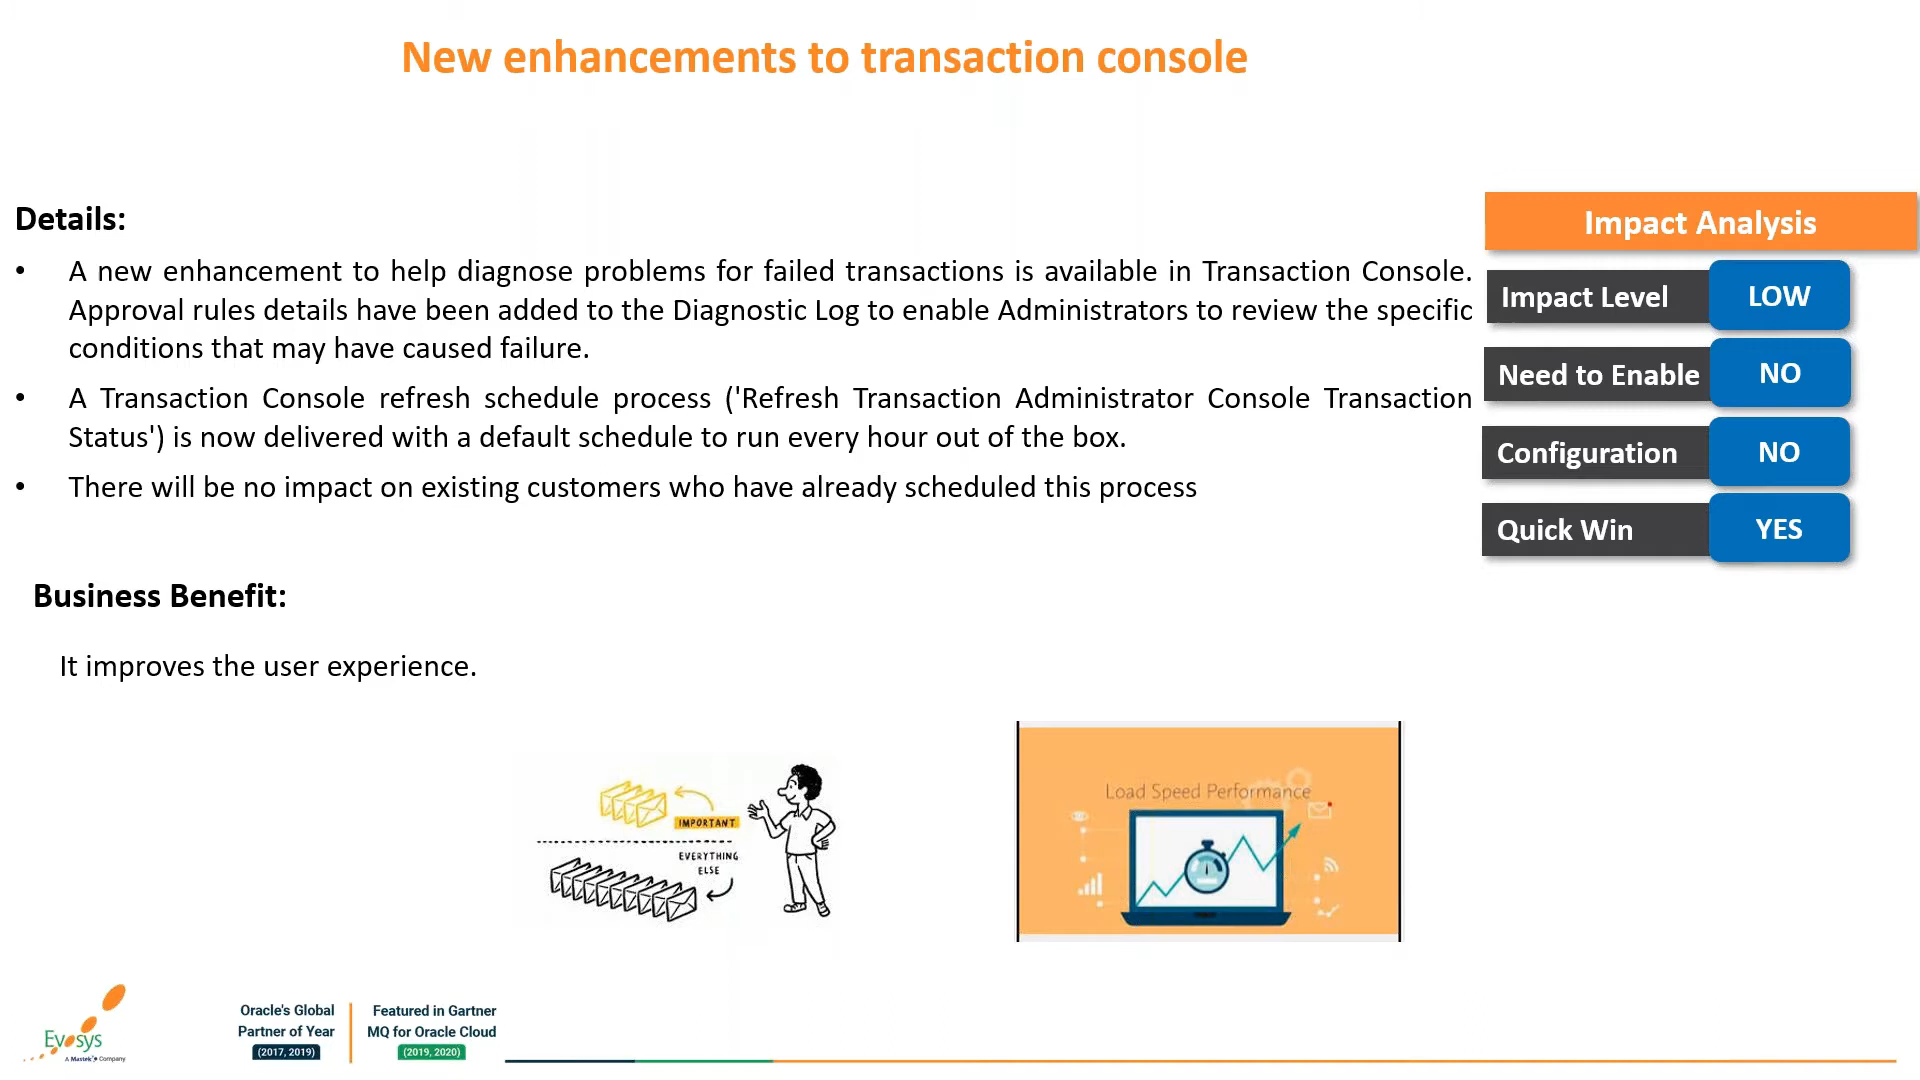 New enhancements to transaction console
Details:
• A new enhancement to help diagnose problems for failed transactions is available in Transaction Console.
Approval rules details have been added to the Diagnostic Log to enable Administrators to review the specific
conditions that may have caused failure.
• A Transaction Console refresh schedule process ('Refresh Transaction Administrator Console Transaction
Status') is now delivered with a default schedule to run every hour out of the box.
• There will be no impact on existing customers who have already scheduled this process
Impact Analysis
Impact Level LOW
Need to Enable NO
Configuration NO
Quick Win YES
Business Benefit:
It improves the user experience.
IMPORTANT
EVERYTHING
ELSE
Load Speed Performance
Evosys
A Mastek Company
Oracle's Global
Partner of Year
(2017, 2019)
Featured in Gartner
MQ for Oracle Cloud
(2019, 2020)